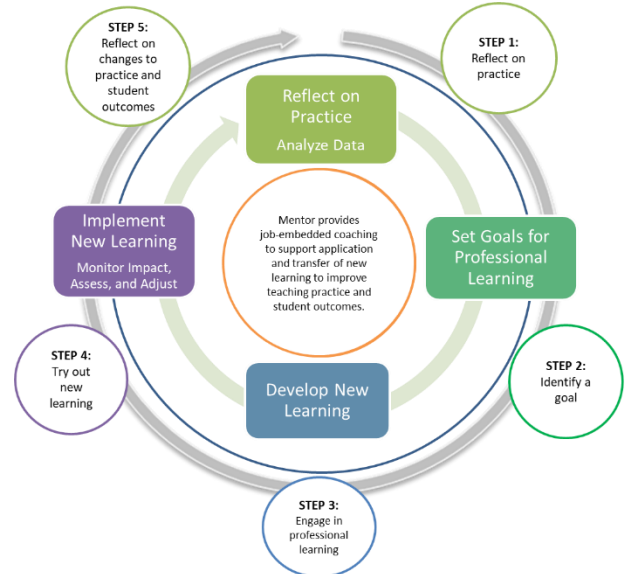 STEP 5:
Reflect on
changes to
practice and
student
outcomes
STEP 1:
Reflect on
practice
Reflect on
Practice
Analyze Data
Implement
New Learning
Monitor Impact,
Assess, and Adjust
Mentor provides
job-embedded coaching
to support application
and transfer of new
learning to improve
teaching practice and
student outcomes.
Set Goals for
Professional
Learning
STEP 4:
Try out
new
learning
Develop New
Learning
STEP 2:
Identify a
goal
STEP 3:
Engage in
professional
learning